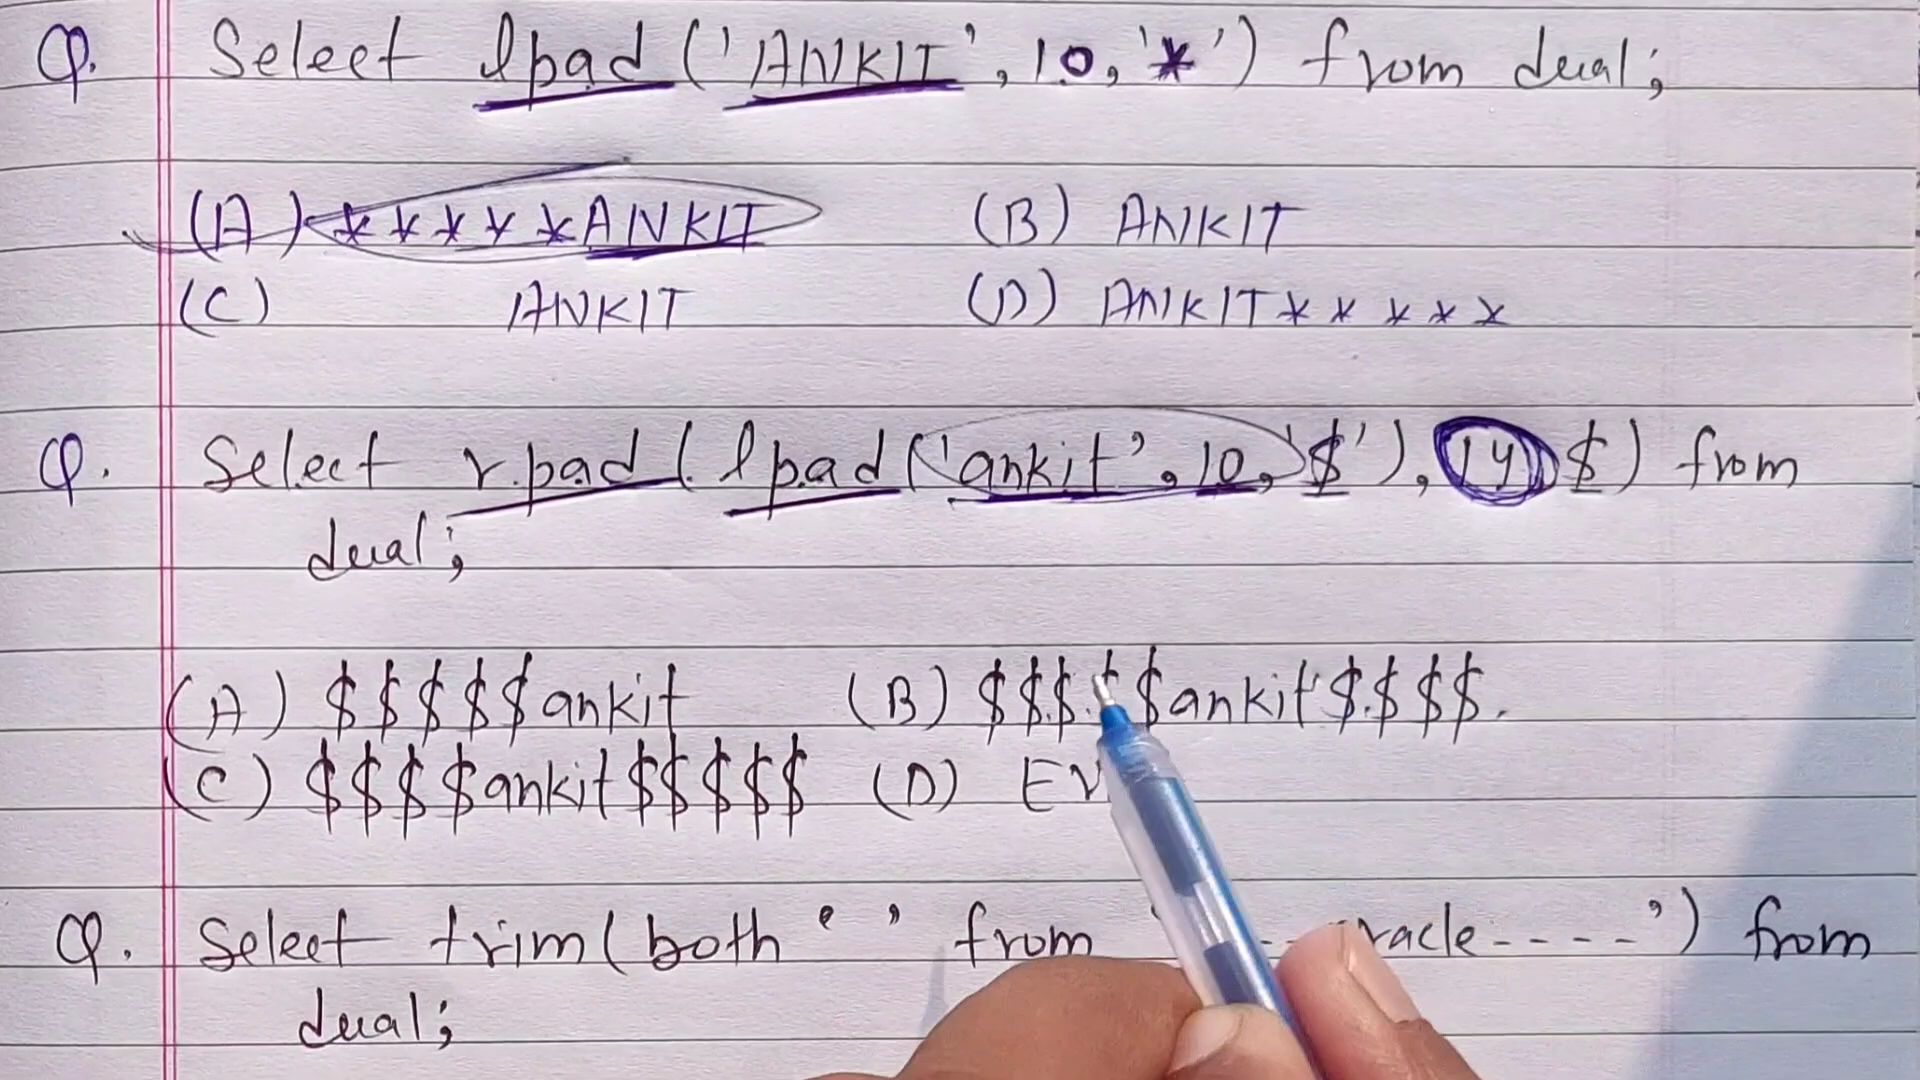 Q. Select lpad ('ANKIT', 10, '*') from dual;
(A) *****ANKIT (B) ANKIT
(C) ANKIT (D) ANKIT*****
Q. Select rpad (lpad ('ankit', 10, '$'), 14, $) from
dual;
(A) $$$$$ankit (B) $$$$$ankit$$$$.
(C) $$$$ankit$$$$$ (D)
Q. Select trim (both ' ' from racle----') from
dual;